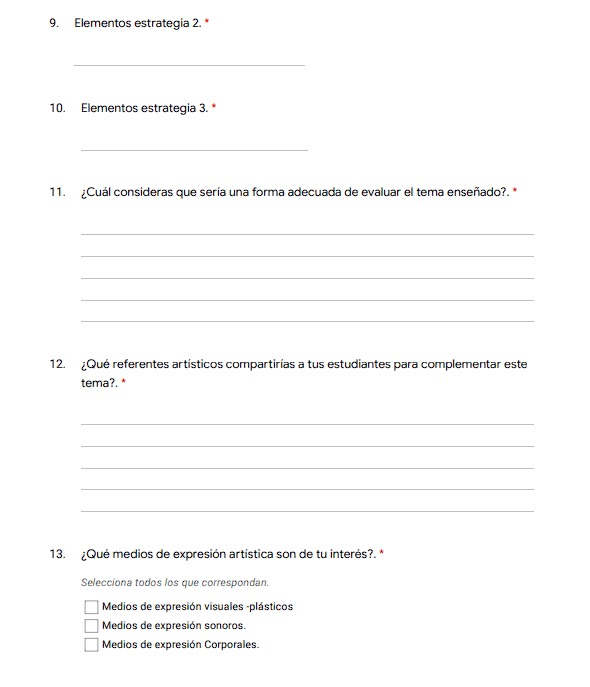 9. Elementos estrategia 2. *
10. Elementos estrategia 3. *
11. ¿Cuál consideras que sería una forma adecuada de evaluar el tema enseñado?. *
12. ¿Qué referentes artísticos compartirías a tus estudiantes para complementar este
tema?. *
13. ¿Qué medios de expresión artística son de tu interés?. *
Selecciona todos los que correspondan.
Medios de expresión visuales -plásticos
Medios de expresión sonoros.
Medios de expresión Corporales.